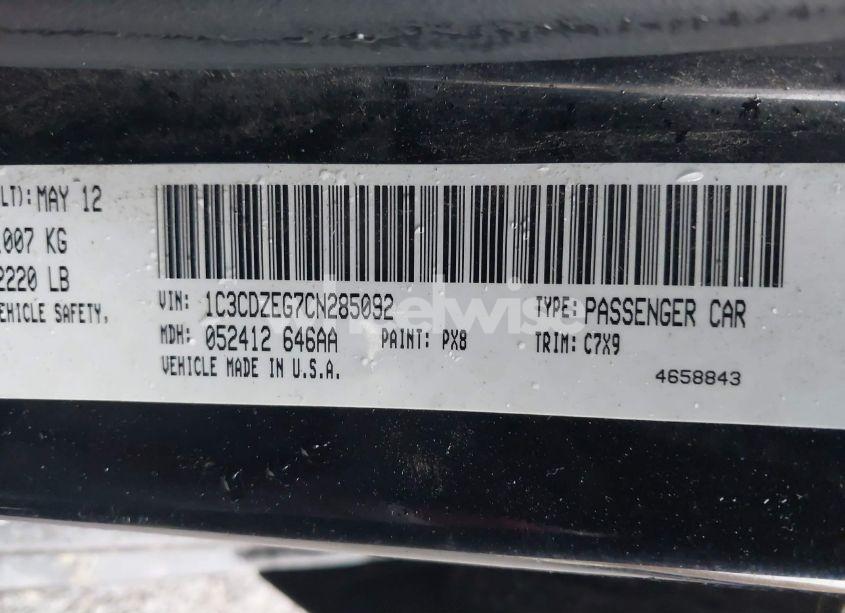 LT): MAY 12
007 KG
2220 LB
EHICLE SAFETY,
VIN: 1C3CDZEG7CN285092 TYPE: PASSENGER CAR
MDH: 052412 646AA PAINT: PX8 TRIM: C7X9
VEHICLE MADE IN U.S.A.
4658843